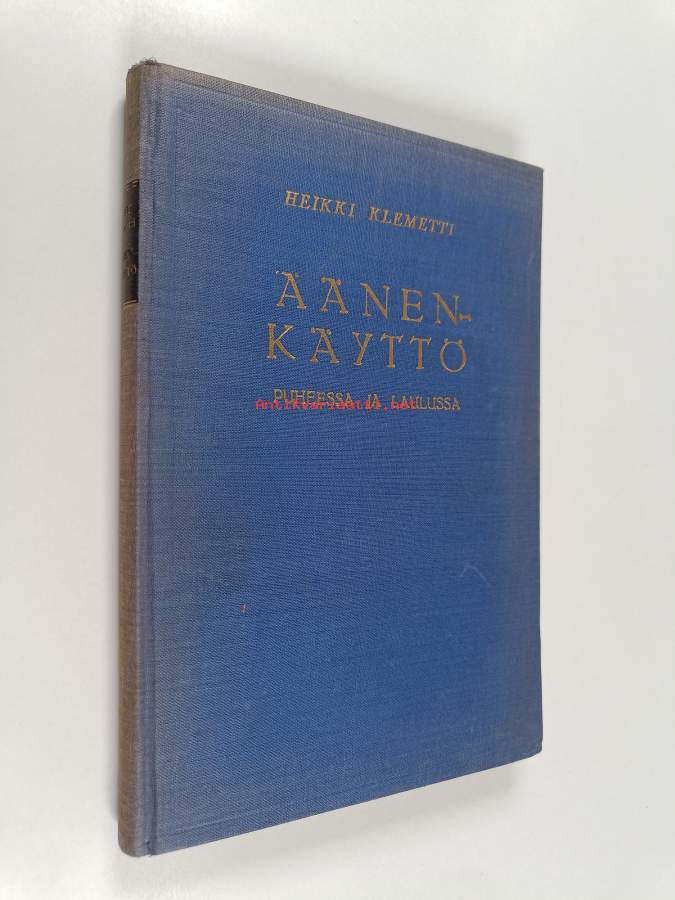 HEIKKI KLEMETTI
ÄÄNEN-
KÄYTTÖ
PUHEESSA JA LAULUSSA
Antikvariaatti.net